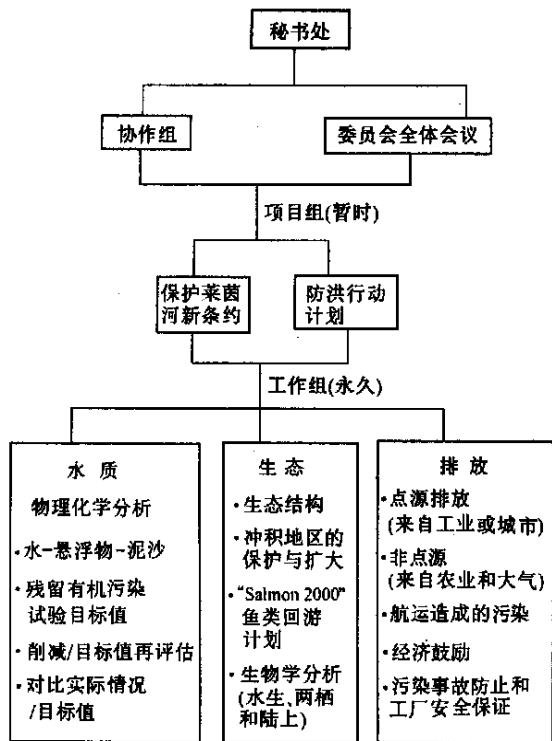 秘书处
协作组
委员会全体会议
项目组(暂时)
保护莱茵
河新条约
防洪行动
计划
工作组(永久)
水 质
物理化学分析
·水-悬浮物-泥沙
·残留有机污染
试验目标值
·削减/目标值再评估
·对比实际情况
/目标值
生 态
·生态结构
·冲积地区的
保护与扩大
·“Salmon 2000”
鱼类回游
计划
·生物学分析
(水生、两栖
和陆上)
排 放
·点源排放
(来自工业或城市)
·非点源
(来自农业和大气)
·航运造成的污染
·经济鼓励
·污染事故防止和
工厂安全保证